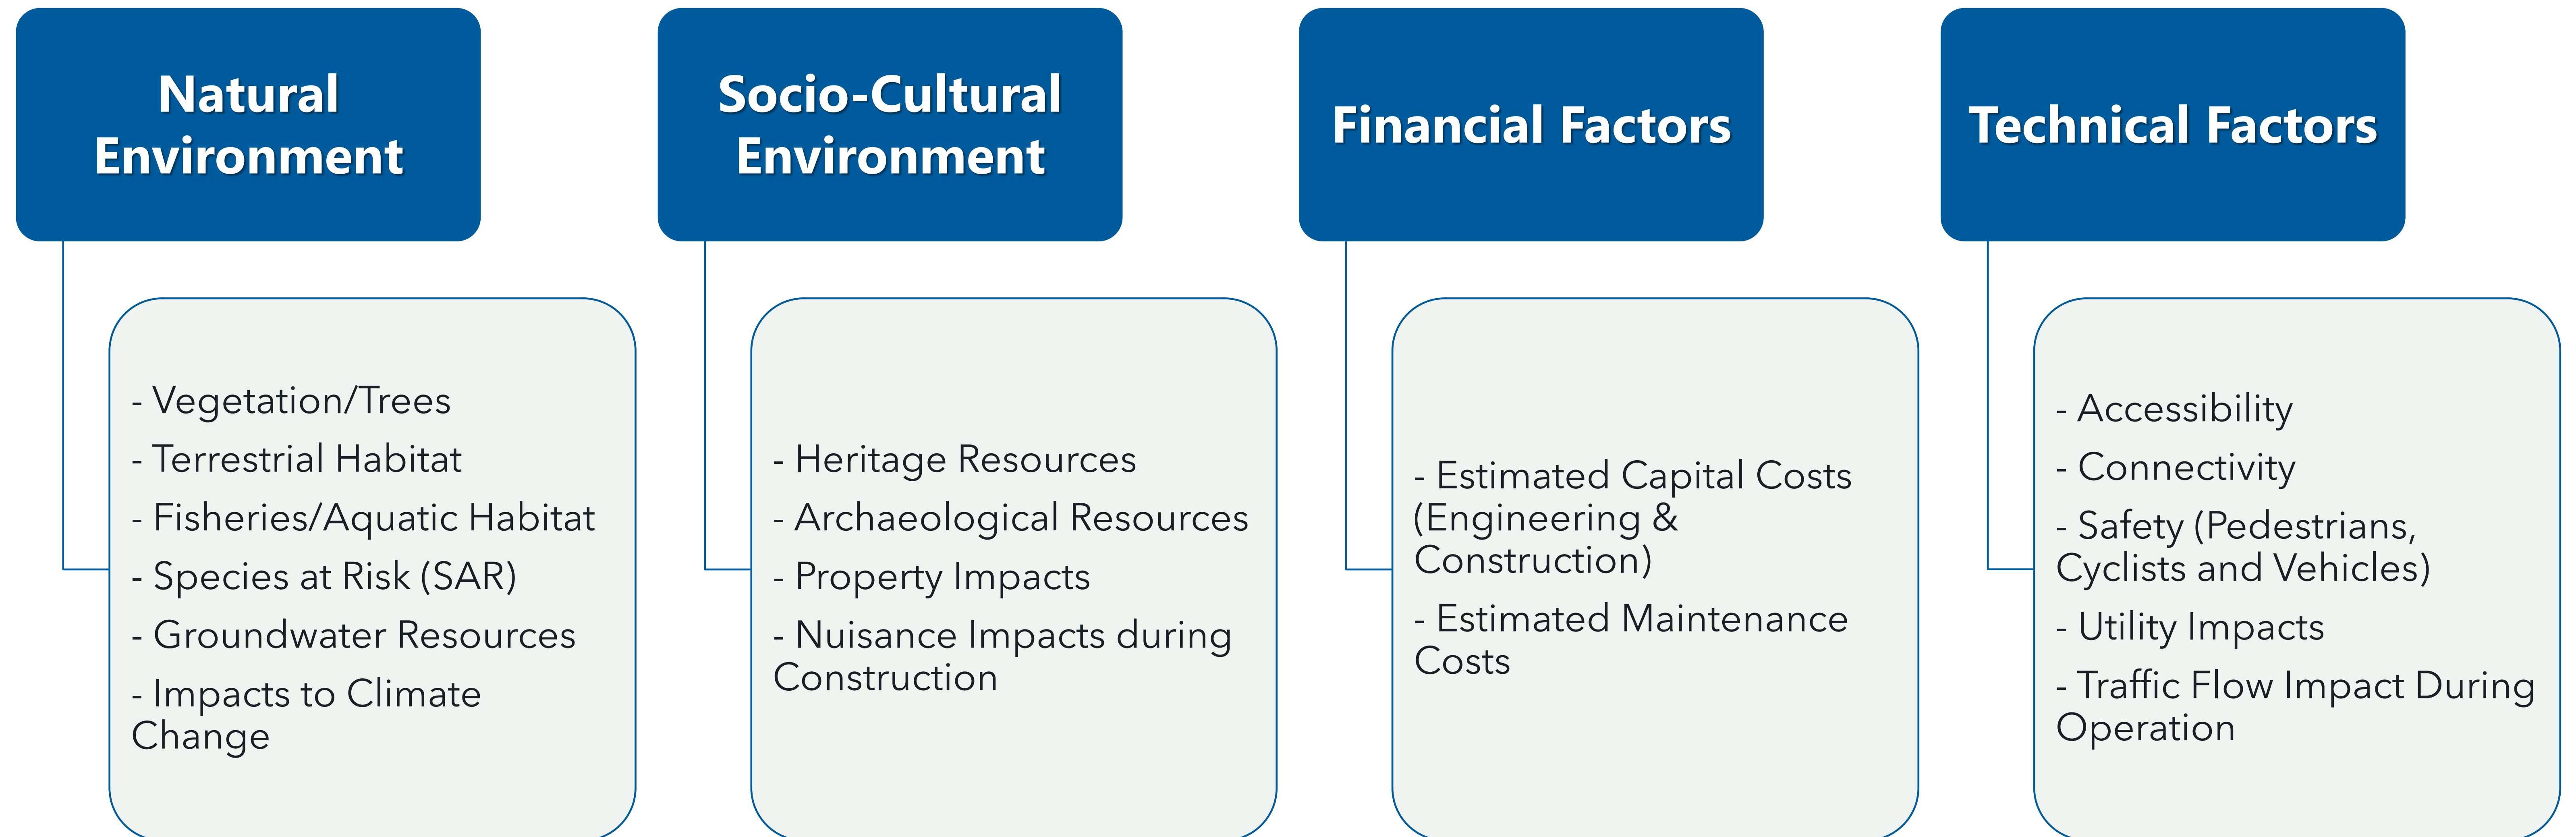 Natural
Environment
- Vegetation/Trees
- Terrestrial Habitat
- Fisheries/Aquatic Habitat
- Species at Risk (SAR)
- Groundwater Resources
- Impacts to Climate
Change
Socio-Cultural
Environment
- Heritage Resources
- Archaeological Resources
- Property Impacts
- Nuisance Impacts during
Construction
Financial Factors
- Estimated Capital Costs
(Engineering &
Construction)
- Estimated Maintenance
Costs
Technical Factors
- Accessibility
- Connectivity
- Safety (Pedestrians,
Cyclists and Vehicles)
- Utility Impacts
- Traffic Flow Impact During
Operation